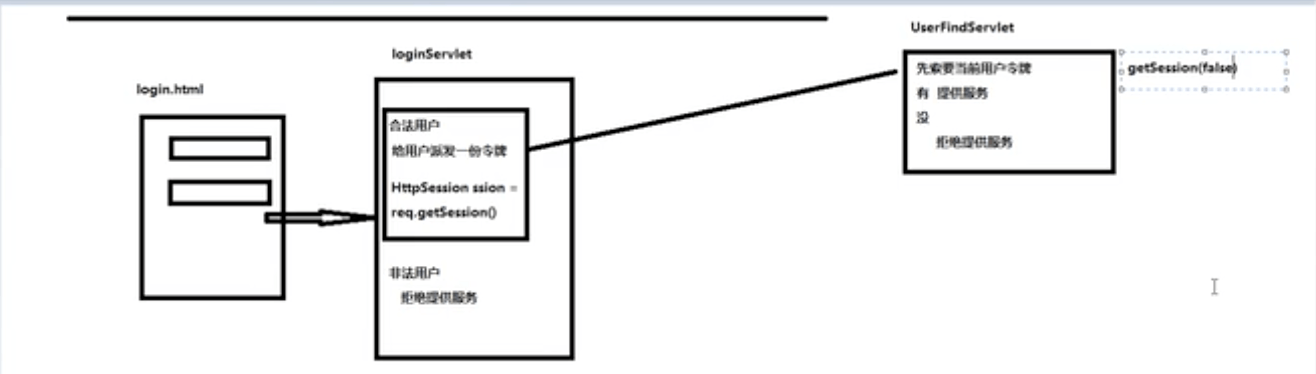 login.html
loginServlet
合法用户
给用户派发一份令牌
HttpSession ssion =
req.getSession()
非法用户
拒绝提供服务
UserFindServlet
先索要当前用户令牌
有 提供服务
没
拒绝提供服务
getSession(false)